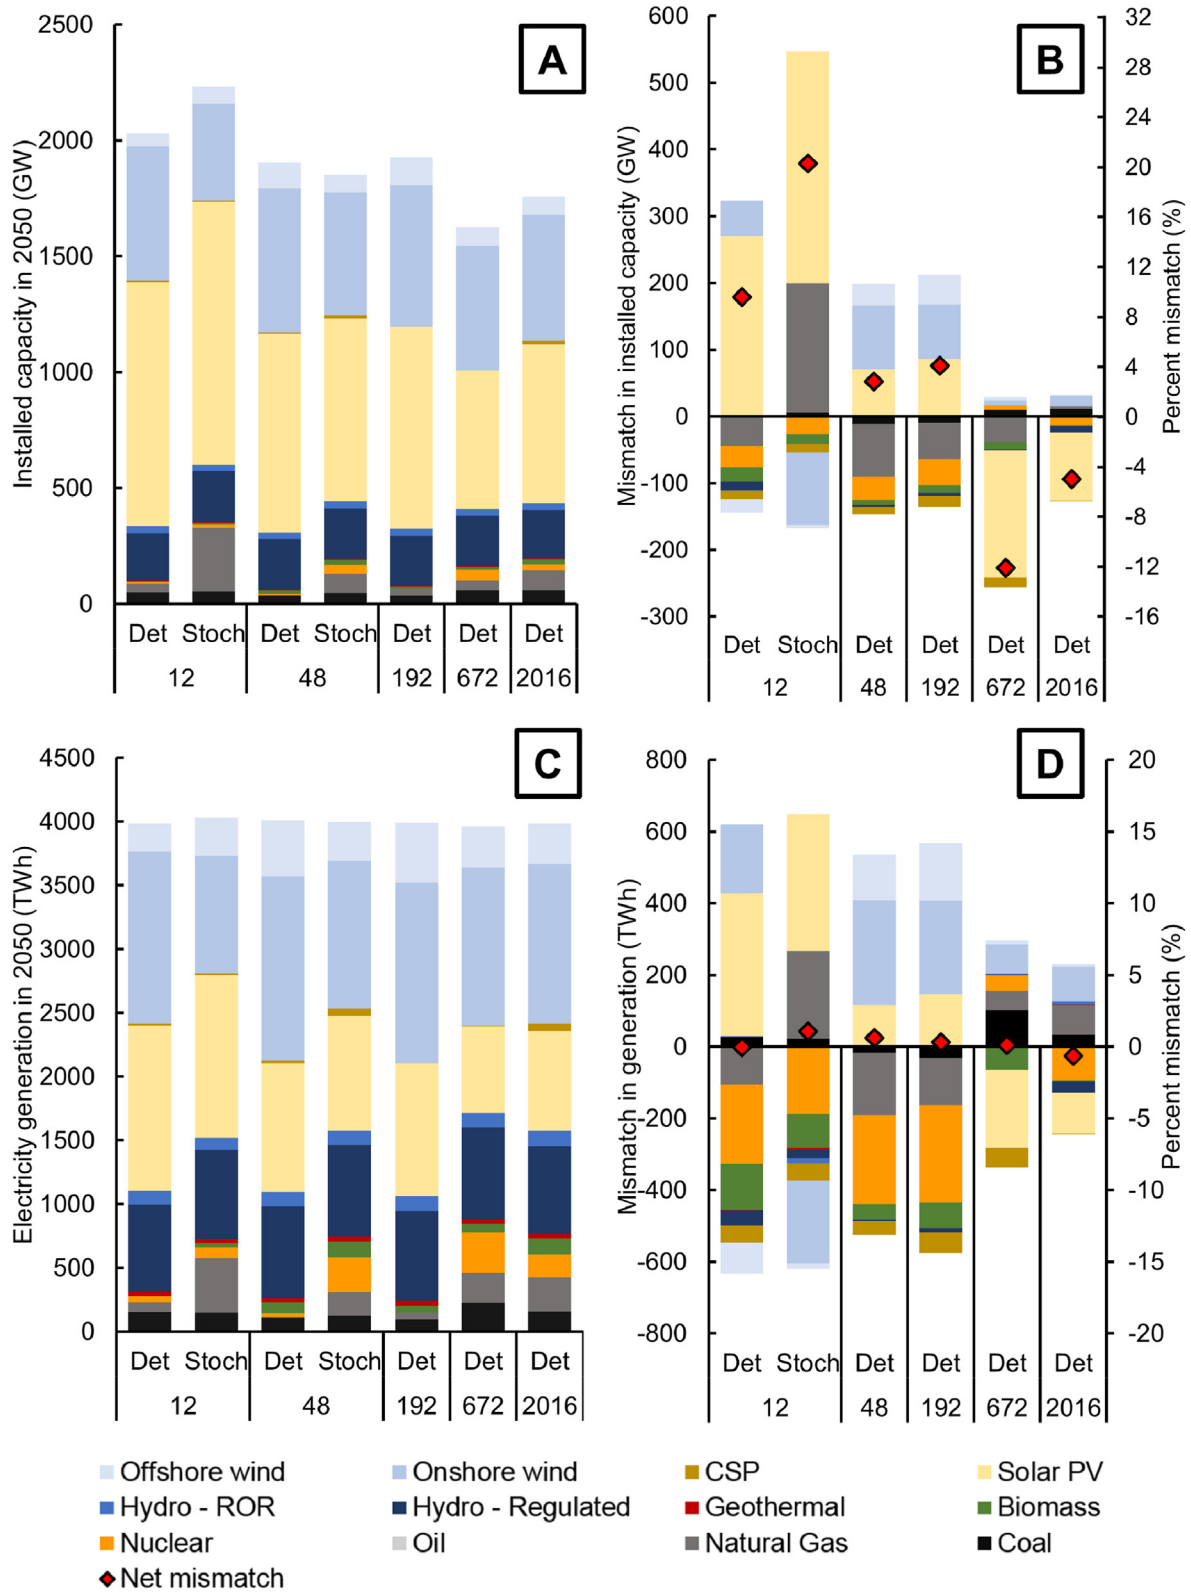 A
Installed capacity in 2050 (GW)
2500
2000
1500
1000
500
0
Det Stoch Det Stoch Det Det Det
12 48 192 672 2016
B
Mismatch in installed capacity (GW)
600
500
400
300
200
100
0
-100
-200
-300
32
28
24
20
16
12
8
4
0
-4
-8
-12
-16
Percent mismatch (%)
Det Stoch Det Det Det Det
12 48 192 672 2016
C
Electricity generation in 2050 (TWh)
4500
4000
3500
3000
2500
2000
1500
1000
500
0
Det Stoch Det Stoch Det Det Det
12 48 192 672 2016
D
Mismatch in generation (TWh)
800
600
400
200
0
-200
-400
-600
-800
20
15
10
5
0
-5
-10
-15
-20
Percent mismatch (%)
Det Stoch Det Det Det Det
12 48 192 672 2016
Offshore wind Onshore wind CSP Solar PV
Hydro - ROR Hydro - Regulated Geothermal Biomass
Nuclear Oil Natural Gas Coal
Net mismatch